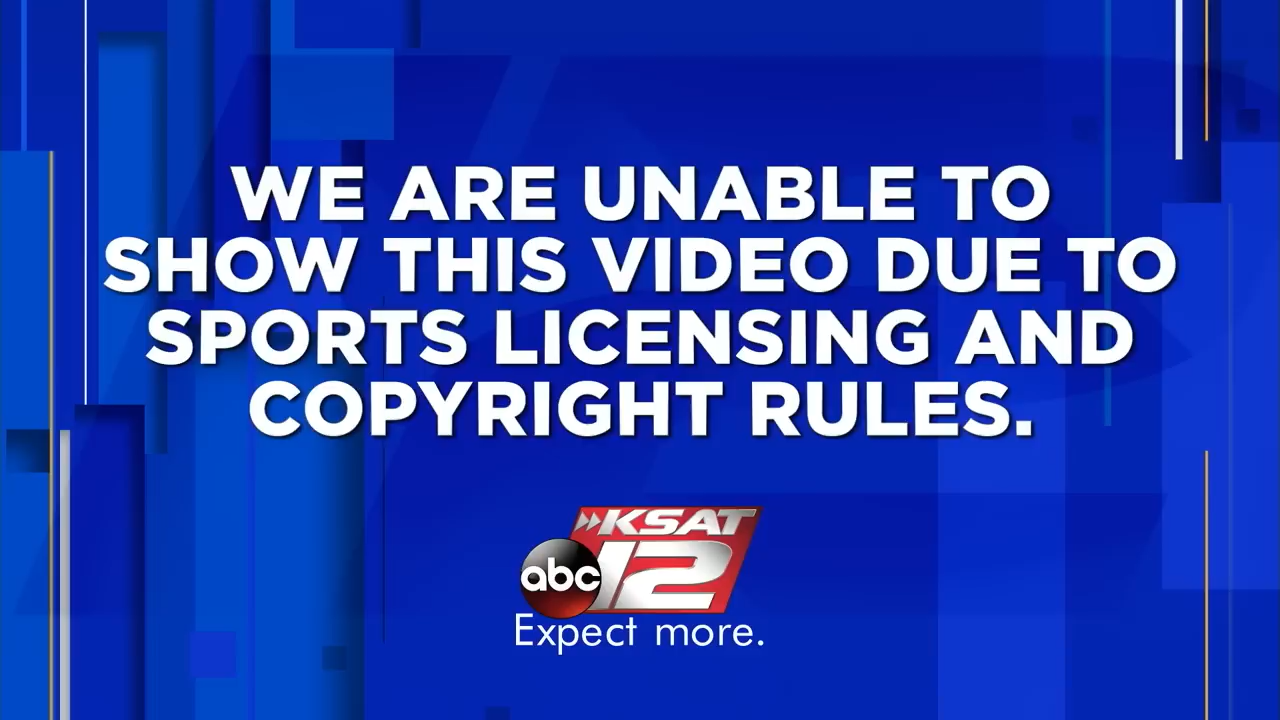 WE ARE UNABLE TO
SHOW THIS VIDEO DUE TO
SPORTS LICENSING AND
COPYRIGHT RULES.
KSAT
abc 12
Expect more.